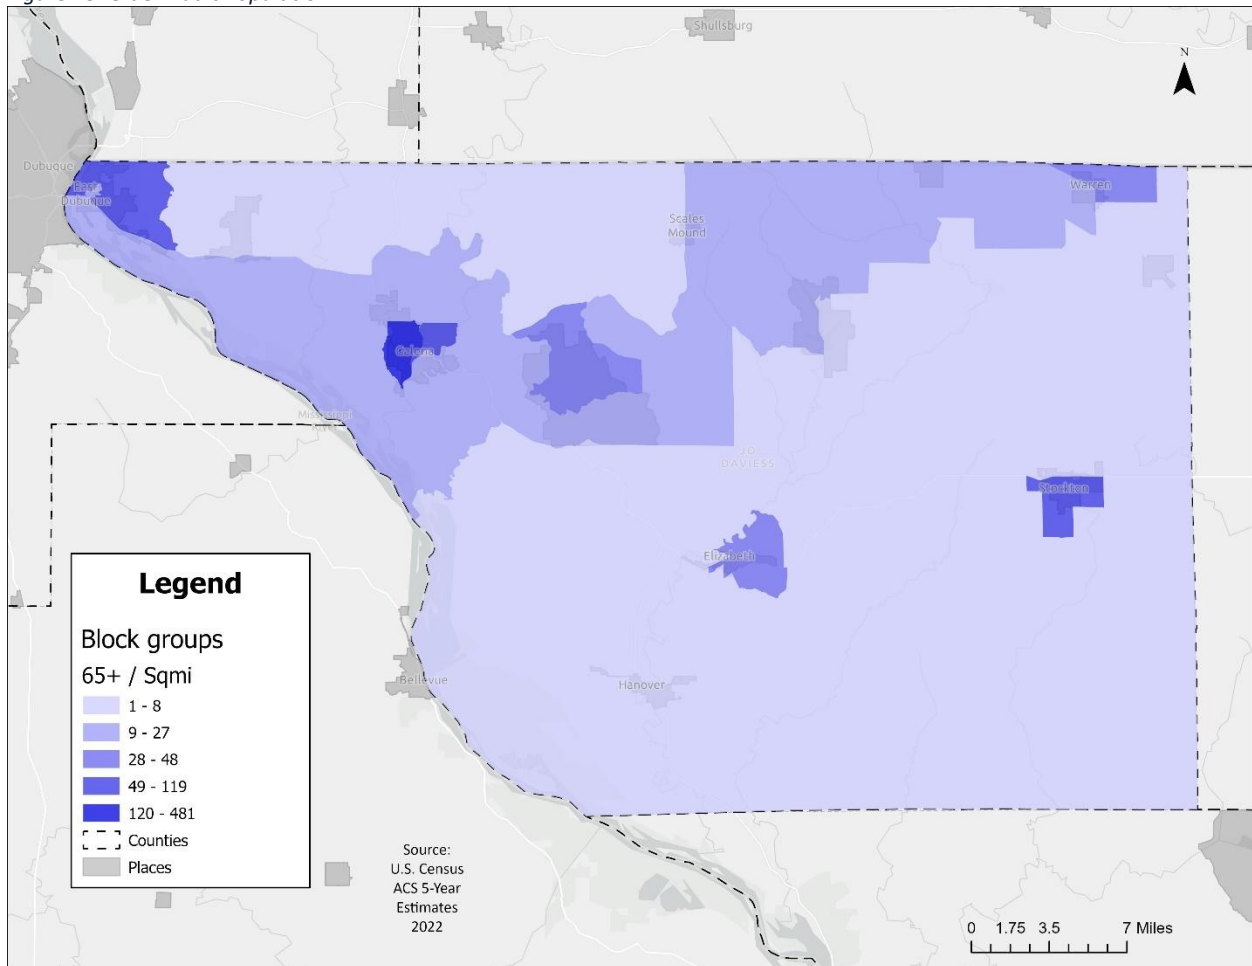 Shullsburg
N
Dubuque
East
Dubuque
Warren
Scales
Mound
Galena
Mississippi
JO
DAVIESS
Stockton
Elizabeth
Hanover
Bellevue
Legend
Block groups
65+ / Sqmi
1 - 8
9 - 27
28 - 48
49 - 119
120 - 481
Counties
Places
Source:
U.S. Census
ACS 5-Year
Estimates
2022
0 1.75 3.5 7 Miles